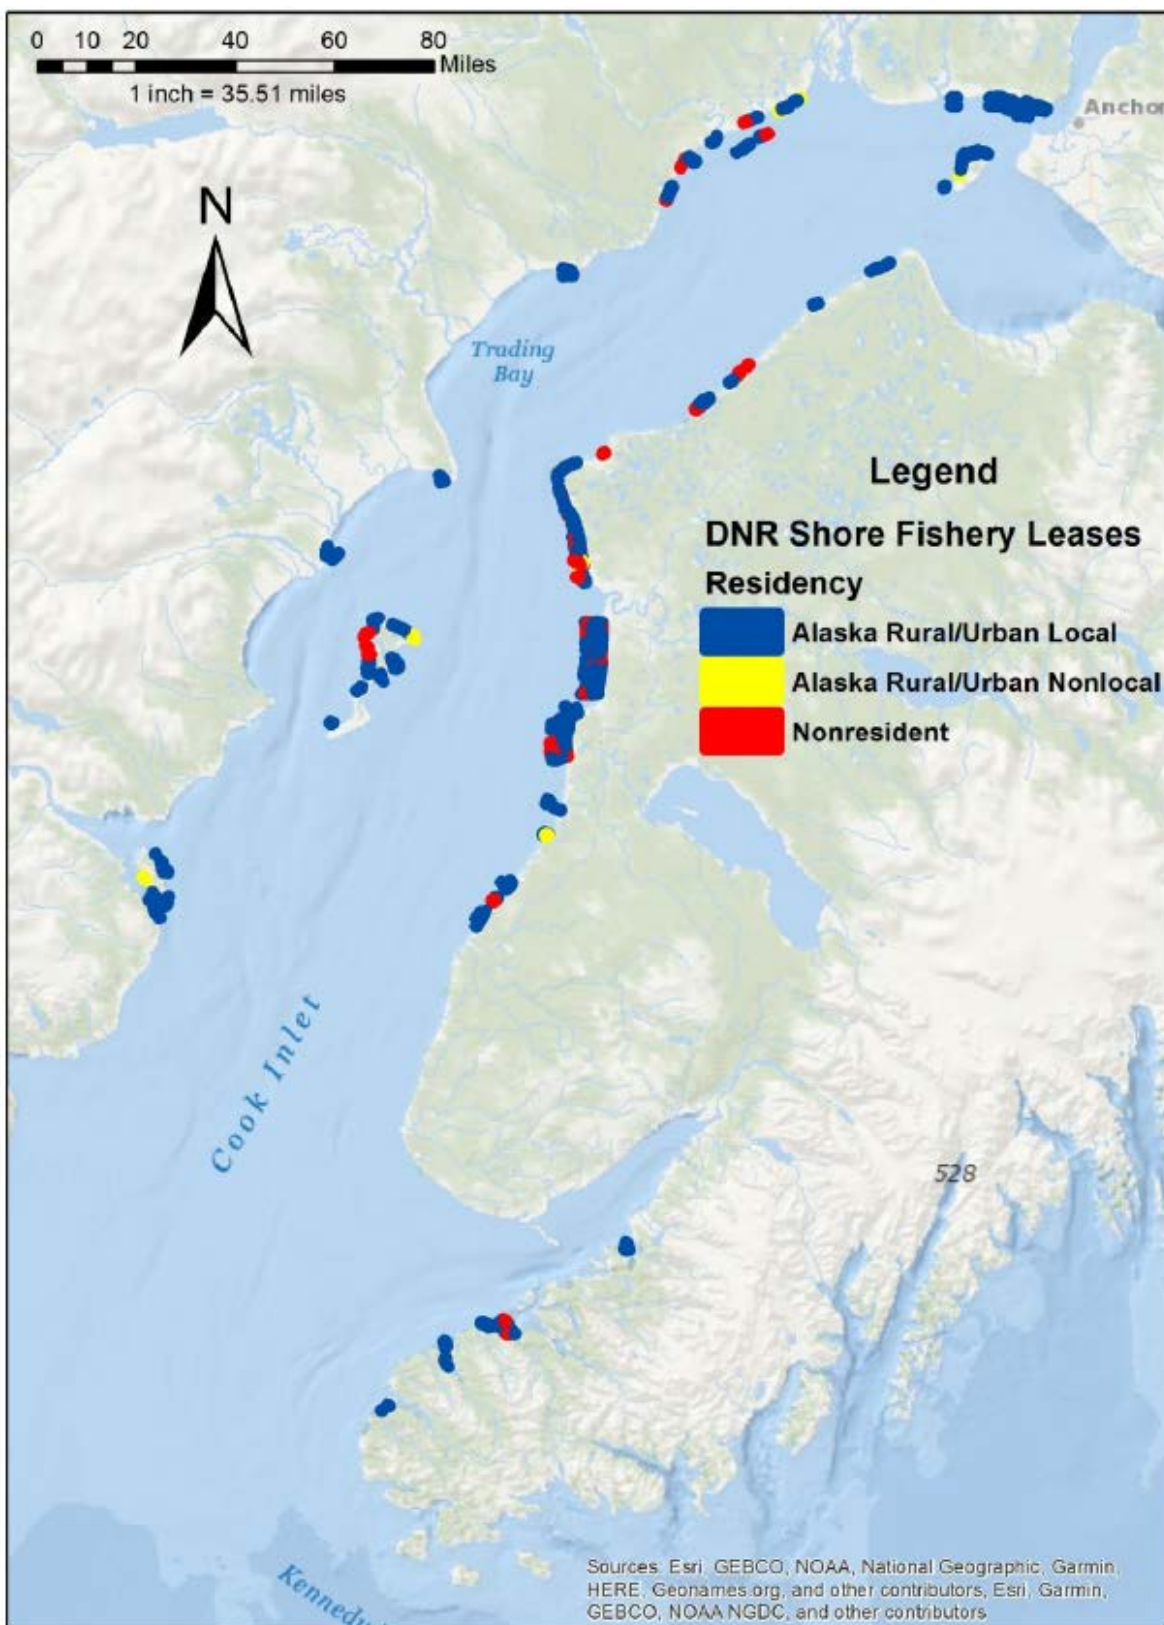 0 10 20 40 60 80
Miles
1 inch = 35.51 miles
Anchor
N
Trading
Bay
Legend
DNR Shore Fishery Leases
Residency
Alaska Rural/Urban Local
Alaska Rural/Urban Nonlocal
Nonresident
Cook Inlet
528
Sources: Esri, GEBCO, NOAA, National Geographic, Garmin,
HERE, Geonames.org, and other contributors, Esri, Garmin,
GEBCO, NOAA NGDC, and other contributors
Kennedy